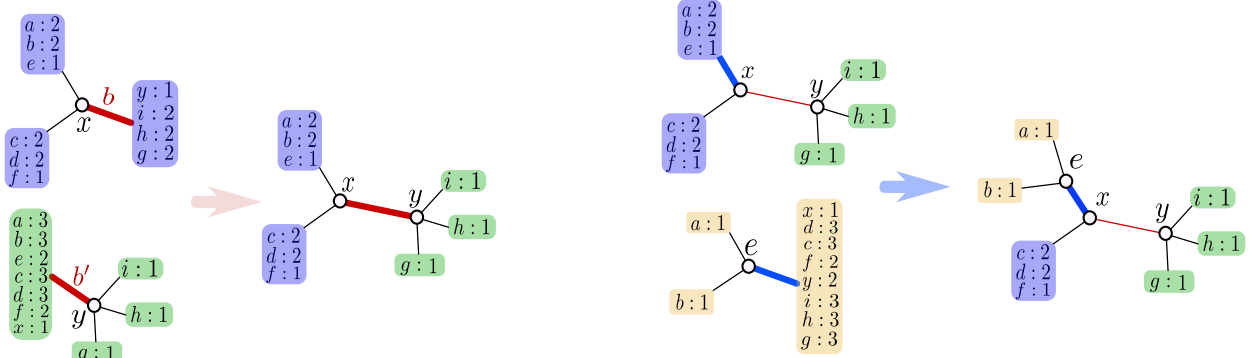 a : 2
b : 2
e : 1
b
x
y : 1
i : 2
h : 2
g : 2
c : 2
d : 2
f : 1
a : 3
b : 3
e : 2
c : 3
d : 3
f : 2
x : 1
b′
y
i : 1
h : 1
g : 1
a : 2
b : 2
e : 1
x
y
i : 1
h : 1
g : 1
c : 2
d : 2
f : 1
a : 2
b : 2
e : 1
x
y
i : 1
h : 1
g : 1
c : 2
d : 2
f : 1
a : 1
e
b : 1
x : 1
d : 3
c : 3
f : 2
y : 2
i : 3
h : 3
g : 3
a : 1
e
b : 1
x
y
i : 1
h : 1
g : 1
c : 2
d : 2
f : 1